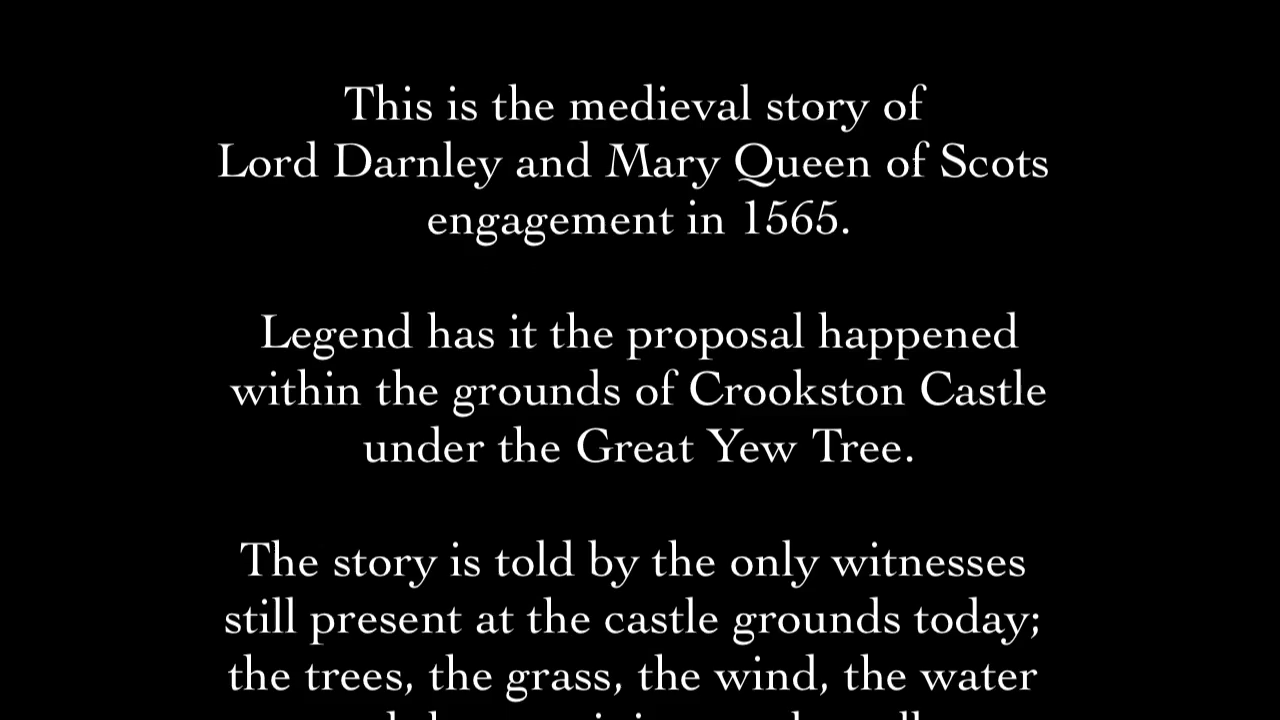 This is the medieval story of
Lord Darnley and Mary Queen of Scots
engagement in 1565.
Legend has it the proposal happened
within the grounds of Crookston Castle
under the Great Yew Tree.
The story is told by the only witnesses
still present at the castle grounds today;
the trees, the grass, the wind, the water